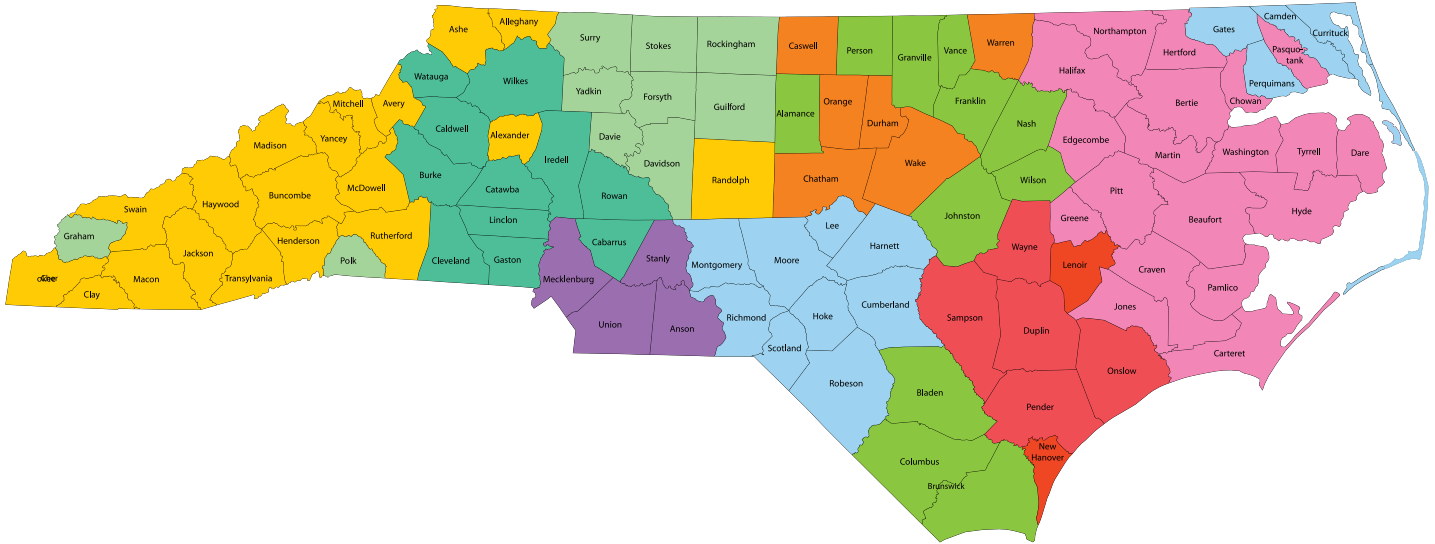 Ashe
Alleghany
Surry
Stokes
Rockingham
Caswell
Person
Granville
Vance
Warren
Northampton
Gates
Camden
Currituck
Pasquo-
tank
Hertford
Halifax
Perquimans
Chowan
Bertie
Watauga
Wilkes
Yadkin
Forsyth
Guilford
Alamance
Orange
Durham
Franklin
Nash
Edgecombe
Martin
Washington
Tyrrell
Dare
Mitchell
Avery
Caldwell
Alexander
Davie
Iredell
Davidson
Yancey
Madison
Burke
Catawba
Rowan
Randolph
Chatham
Wake
Wilson
Pitt
Beaufort
Hyde
McDowell
Buncombe
Haywood
Swain
Graham
Linclon
Cabarrus
Stanly
Lee
Harnett
Johnston
Wayne
Greene
Lenoir
Craven
Pamlico
Rutherford
Henderson
Polk
Cleveland
Gaston
Mecklenburg
Montgomery
Moore
Jackson
Macon
Transylvania
Clay
Union
Anson
Richmond
Hoke
Cumberland
Sampson
Duplin
Jones
Carteret
Scotland
Robeson
Bladen
Onslow
Pender
New
Hanover
Columbus
Brunswick